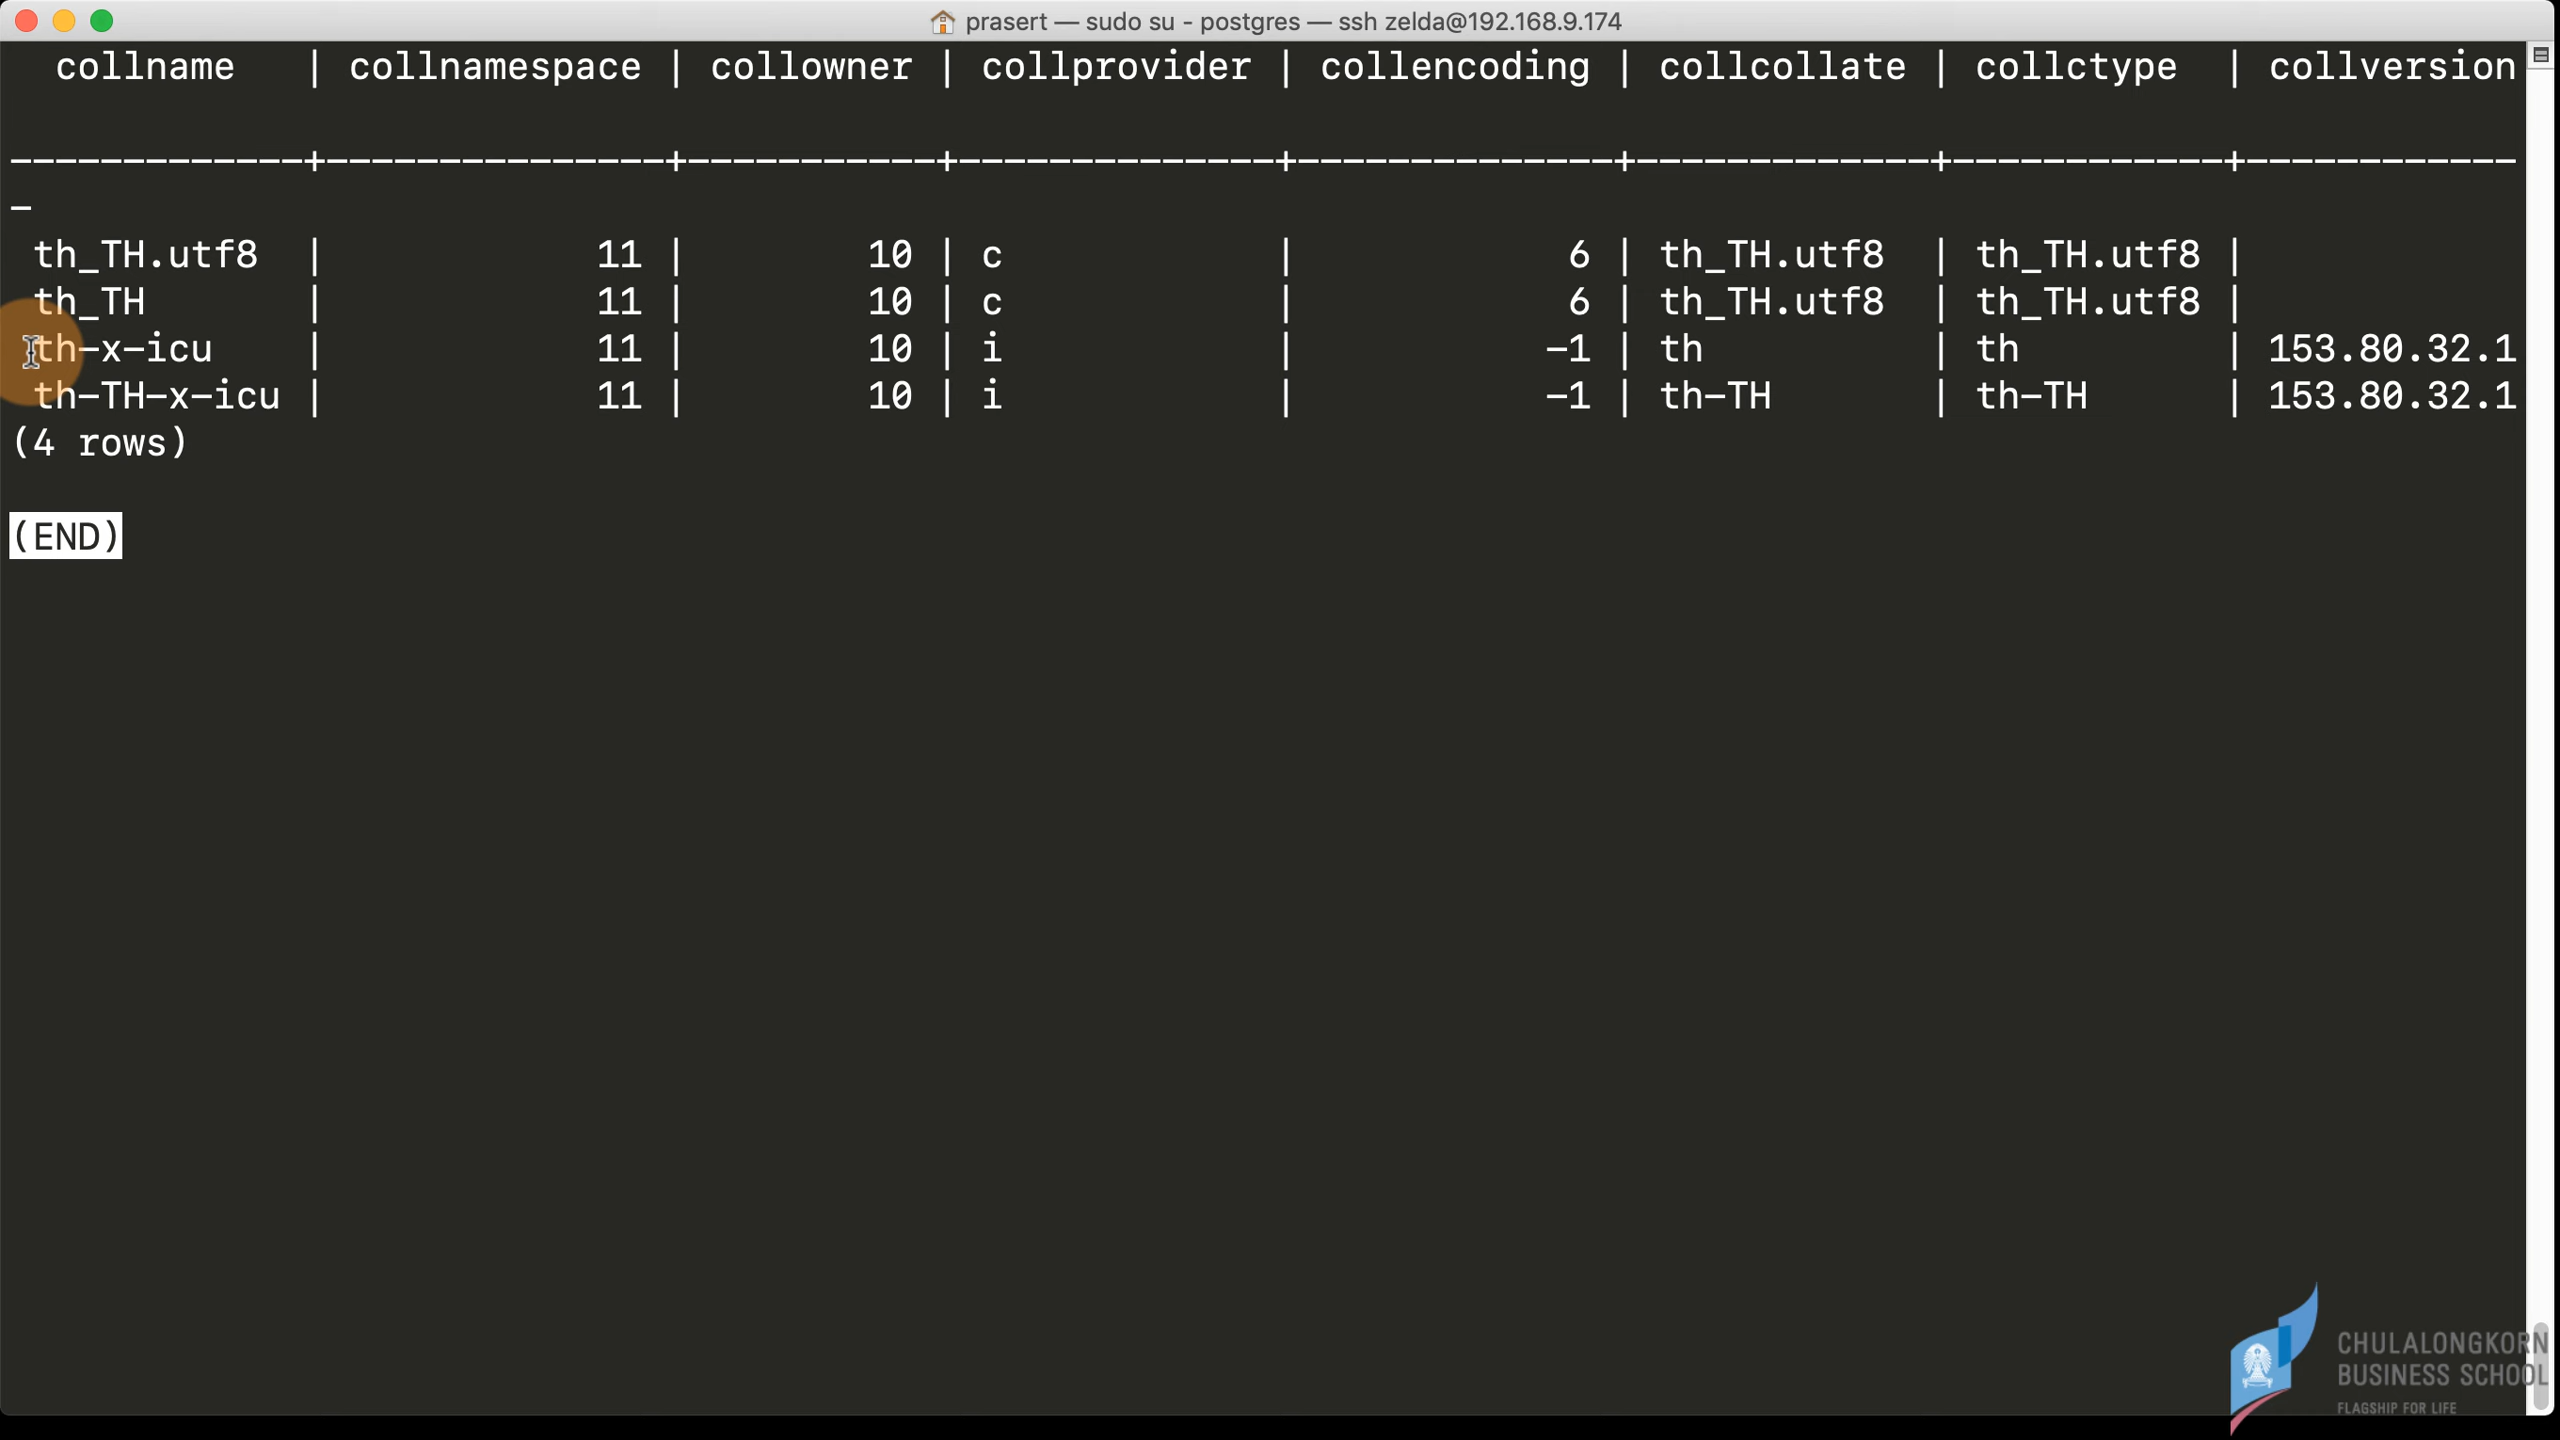 prasert — sudo su - postgres — ssh zelda@192.168.9.174
collname | collnamespace | collowner | collprovider | collencoding | collcollate | collctype | collversion
-------------+---------------+-----------+--------------+--------------+-------------+------------+------------
-
th_TH.utf8 | 11 | 10 | c | 6 | th_TH.utf8 | th_TH.utf8 |
th_TH | 11 | 10 | c | 6 | th_TH.utf8 | th_TH.utf8 |
th-x-icu | 11 | 10 | i | -1 | th | th | 153.80.32.1
th-TH-x-icu | 11 | 10 | i | -1 | th-TH | th-TH | 153.80.32.1
(4 rows)
(END)
CHULALONGKORN
BUSINESS SCHOOL
FLAGSHIP FOR LIFE